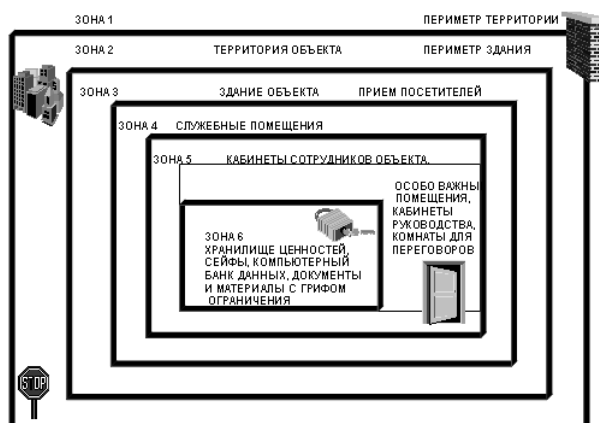 ЗОНА 1 ПЕРИМЕТР ТЕРРИТОРИИ
ЗОНА 2 ТЕРРИТОРИЯ ОБЪЕКТА ПЕРИМЕТР ЗДАНИЯ
ЗОНА 3 ЗДАНИЕ ОБЪЕКТА ПРИЕМ ПОСЕТИТЕЛЕЙ
ЗОНА 4 СЛУЖЕБНЫЕ ПОМЕЩЕНИЯ
ЗОНА 5 КАБИНЕТЫ СОТРУДНИКОВ ОБЪЕКТА.
ОСОБО ВАЖНЫ
ПОМЕЩЕНИЯ,
КАБИНЕТЫ
РУКОВОДСТВА,
КОМНАТЫ ДЛЯ
ПЕРЕГОВОРОВ
ЗОНА 6
ХРАНИЛИЩЕ ЦЕННОСТЕЙ,
СЕЙФЫ, КОМПЬЮТЕРНЫЙ
БАНК ДАННЫХ, ДОКУМЕНТЫ
И МАТЕРИАЛЫ С ГРИФОМ
ОГРАНИЧЕНИЯ
STOP